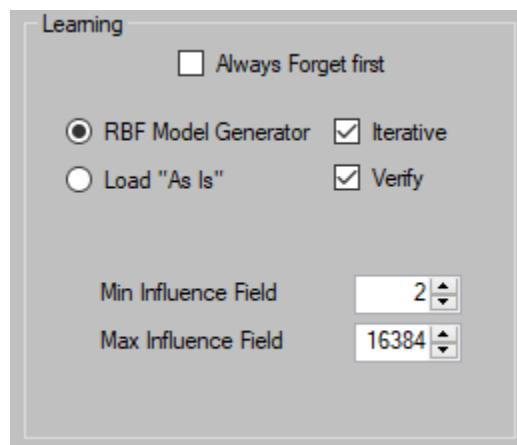 Learning
Always Forget first
RBF Model Generator Iterative
Load "As Is" Verify
Min Influence Field 2
Max Influence Field 16384